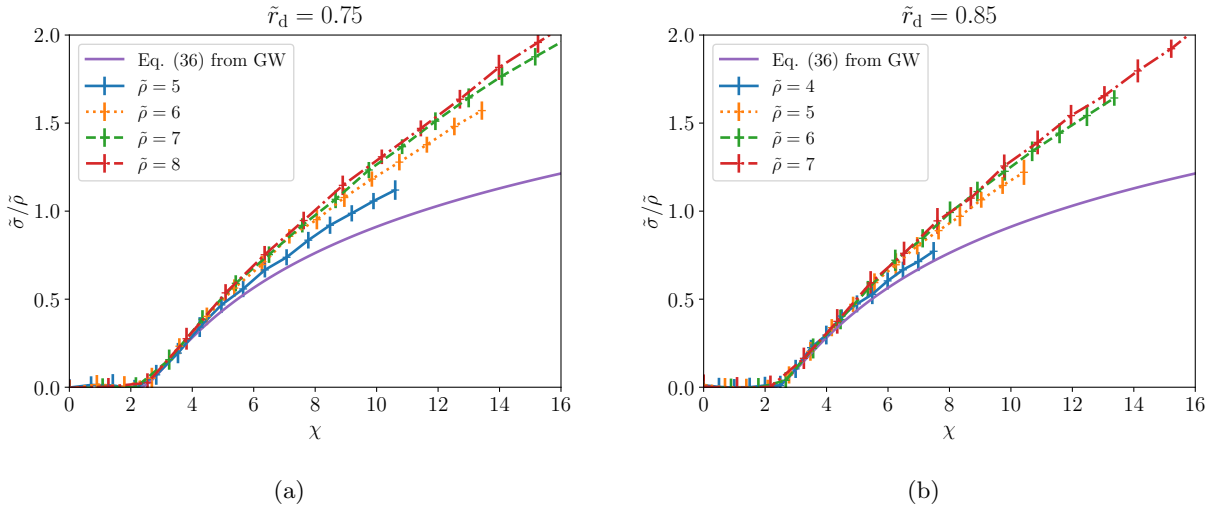 r̃_d = 0.75
2.0
1.5
1.0
0.5
0.0
σ̃/ρ̃
Eq. (36) from GW
ρ̃ = 5
ρ̃ = 6
ρ̃ = 7
ρ̃ = 8
0 2 4 6 8 10 12 14 16
χ
(a)
r̃_d = 0.85
2.0
1.5
1.0
0.5
0.0
σ̃/ρ̃
Eq. (36) from GW
ρ̃ = 4
ρ̃ = 5
ρ̃ = 6
ρ̃ = 7
0 2 4 6 8 10 12 14 16
χ
(b)